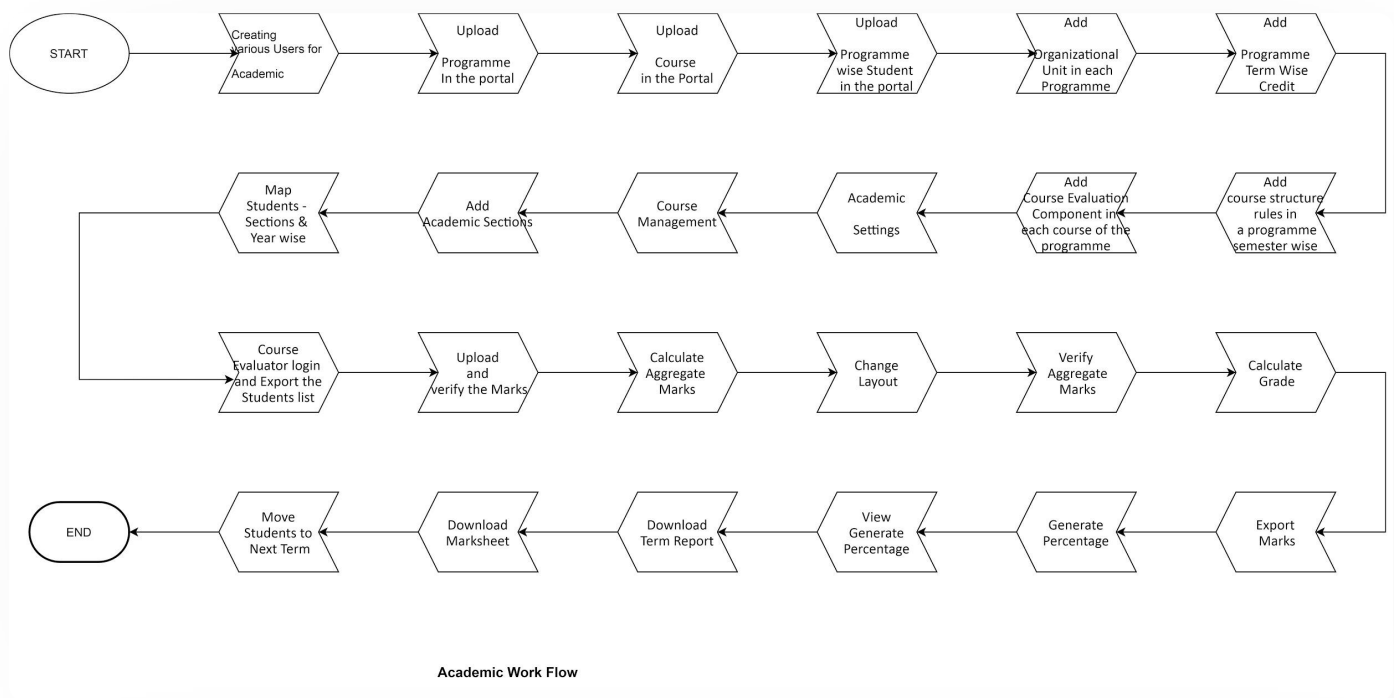 START
Creating
various Users for
Academic
Upload
Programme
In the portal
Upload
Course
in the Portal
Upload
Programme
wise Student
in the portal
Add
Organizational
Unit in each
Programme
Add
Programme
Term Wise
Credit
Map
Students -
Sections &
Year wise
Add
Academic Sections
Course
Management
Academic
Settings
Add
Course Evaluation
Component in
each course of the
programme
Add
course structure
rules in
a programme
semester wise
Course
Evaluator login
and Export the
Students list
Upload
and
verify the Marks
Calculate
Aggregate
Marks
Change
Layout
Verify
Aggregate
Marks
Calculate
Grade
END
Move
Students to
Next Term
Download
Marksheet
Download
Term Report
View
Generate
Percentage
Generate
Percentage
Export
Marks
Academic Work Flow